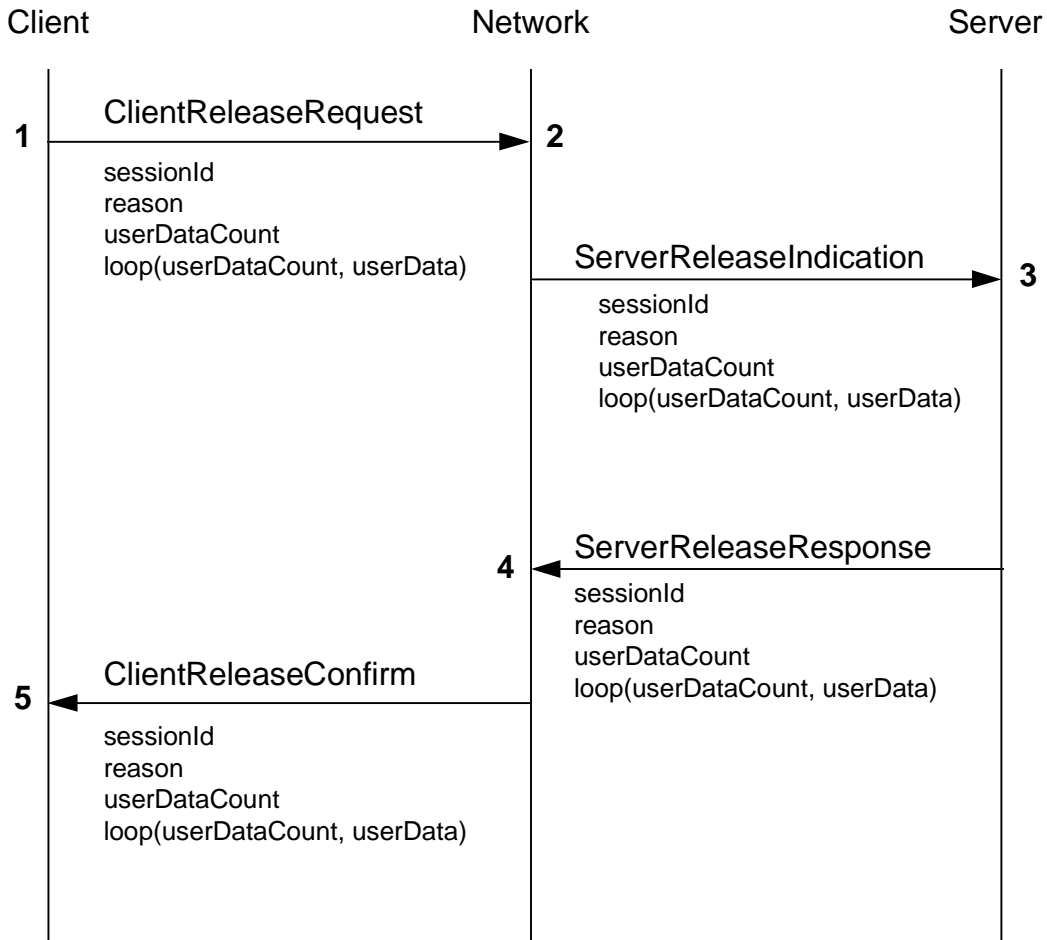 Client
Network
Server
ClientReleaseRequest
1
2
sessionId
reason
userDataCount
loop(userDataCount, userData)
ServerReleaseIndication
3
sessionId
reason
userDataCount
loop(userDataCount, userData)
ServerReleaseResponse
4
sessionId
reason
userDataCount
loop(userDataCount, userData)
ClientReleaseConfirm
5
sessionId
reason
userDataCount
loop(userDataCount, userData)